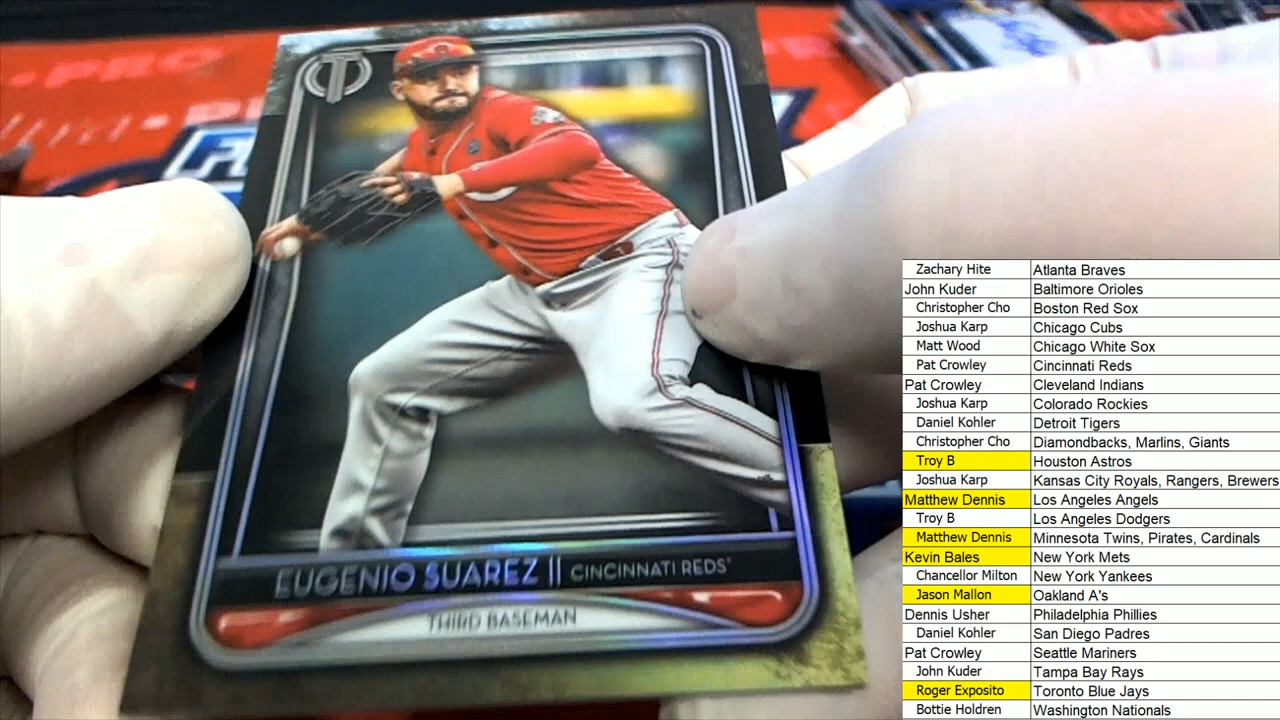 PRO
EUGENIO SUAREZ || CINCINNATI REDS
THIRD BASEMAN
Zachary Hite Atlanta Braves
John Kuder Baltimore Orioles
Christopher Cho Boston Red Sox
Joshua Karp Chicago Cubs
Matt Wood Chicago White Sox
Pat Crowley Cincinnati Reds
Pat Crowley Cleveland Indians
Joshua Karp Colorado Rockies
Daniel Kohler Detroit Tigers
Christopher Cho Diamondbacks, Marlins, Giants
Troy B Houston Astros
Joshua Karp Kansas City Royals, Rangers, Brewers
Matthew Dennis Los Angeles Angels
Troy B Los Angeles Dodgers
Matthew Dennis Minnesota Twins, Pirates, Cardinals
Kevin Bales New York Mets
Chancellor Milton New York Yankees
Jason Mallon Oakland A's
Dennis Usher Philadelphia Phillies
Daniel Kohler San Diego Padres
Pat Crowley Seattle Mariners
John Kuder Tampa Bay Rays
Roger Exposito Toronto Blue Jays
Bottie Holdren Washington Nationals